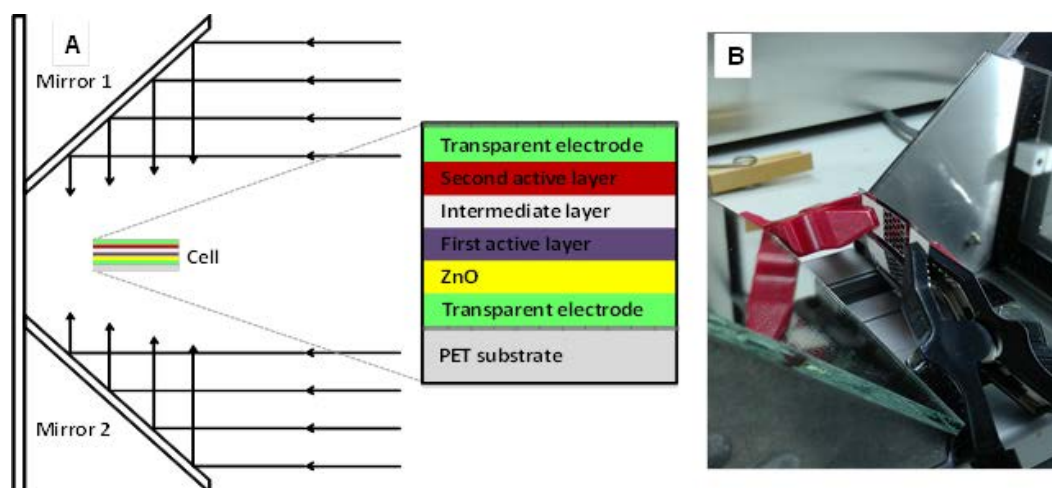 A
Mirror 1
Transparent electrode
Second active layer
Intermediate layer
First active layer
ZnO
Transparent electrode
PET substrate
Cell
Mirror 2
B